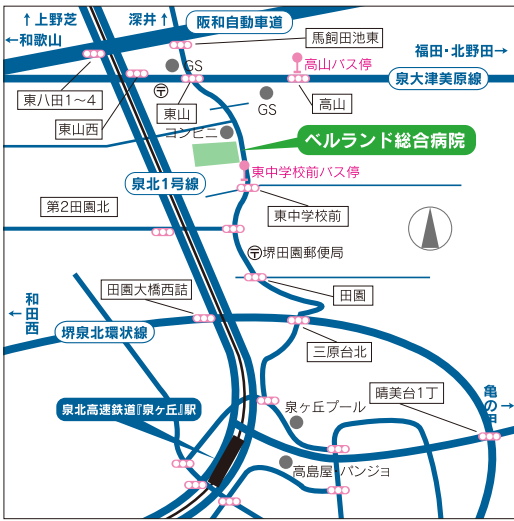 ↑上野芝
深井↑
阪和自動車道
馬飼田池東
←和歌山
福田・北野田→
GS
高山バス停
泉大津美原線
東八田1〜4
〒
東山
GS
高山
東山西
コンビニ
ベルランド総合病院
泉北1号線
東中学校前バス停
第2田園北
東中学校前
〒堺田園郵便局
田園大橋西詰
田園
←和田西
堺泉北環状線
三原台北
晴美台1丁
亀の甲→
泉北高速鉄道『泉ヶ丘』駅
泉ヶ丘プール
高島屋・パンジョ